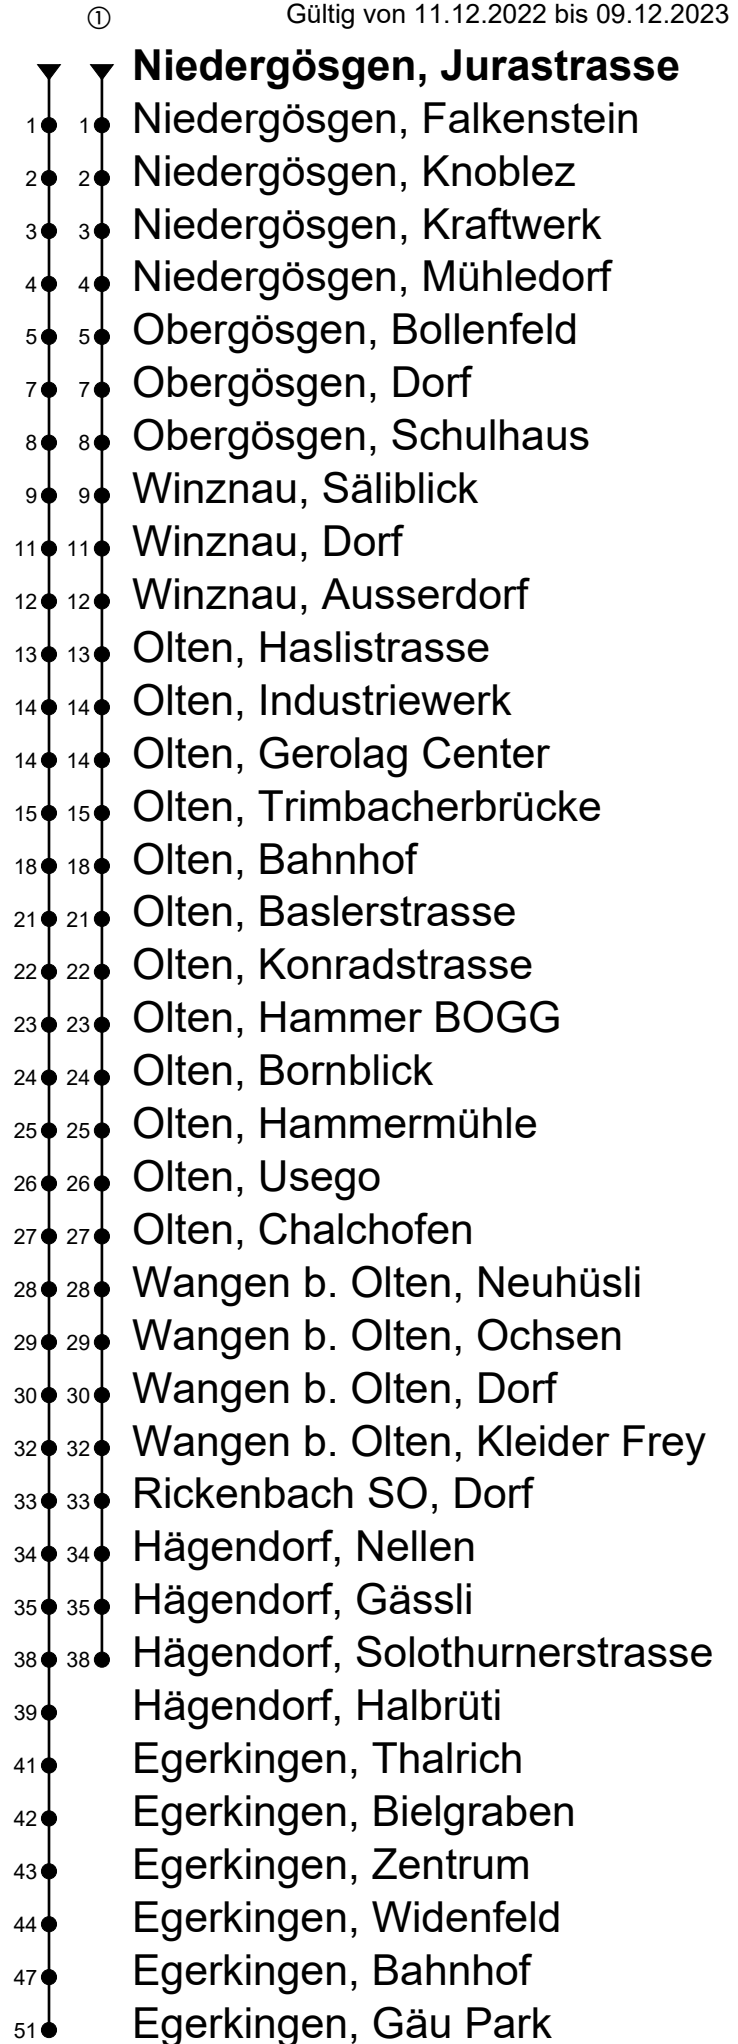 ① Gültig von 11.12.2022 bis 09.12.2023
Niedergösgen, Jurastrasse
1 1 Niedergösgen, Falkenstein
2 2 Niedergösgen, Knoblez
3 3 Niedergösgen, Kraftwerk
4 4 Niedergösgen, Mühledorf
5 5 Obergösgen, Bollenfeld
7 7 Obergösgen, Dorf
8 8 Obergösgen, Schulhaus
9 9 Winznau, Säliblick
11 11 Winznau, Dorf
12 12 Winznau, Ausserdorf
13 13 Olten, Haslistrasse
14 14 Olten, Industriewerk
14 14 Olten, Gerolag Center
15 15 Olten, Trimbacherbrücke
18 18 Olten, Bahnhof
21 21 Olten, Baslerstrasse
22 22 Olten, Konradstrasse
23 23 Olten, Hammer BOGG
24 24 Olten, Bornblick
25 25 Olten, Hammermühle
26 26 Olten, Usego
27 27 Olten, Chalchofen
28 28 Wangen b. Olten, Neuhüsli
29 29 Wangen b. Olten, Ochsen
30 30 Wangen b. Olten, Dorf
32 32 Wangen b. Olten, Kleider Frey
33 33 Rickenbach SO, Dorf
34 34 Hägendorf, Nellen
35 35 Hägendorf, Gässli
38 38 Hägendorf, Solothurnerstrasse
39 Hägendorf, Halbrüti
41 Egerkingen, Thalrich
42 Egerkingen, Bielgraben
43 Egerkingen, Zentrum
44 Egerkingen, Widenfeld
47 Egerkingen, Bahnhof
51 Egerkingen, Gäu Park